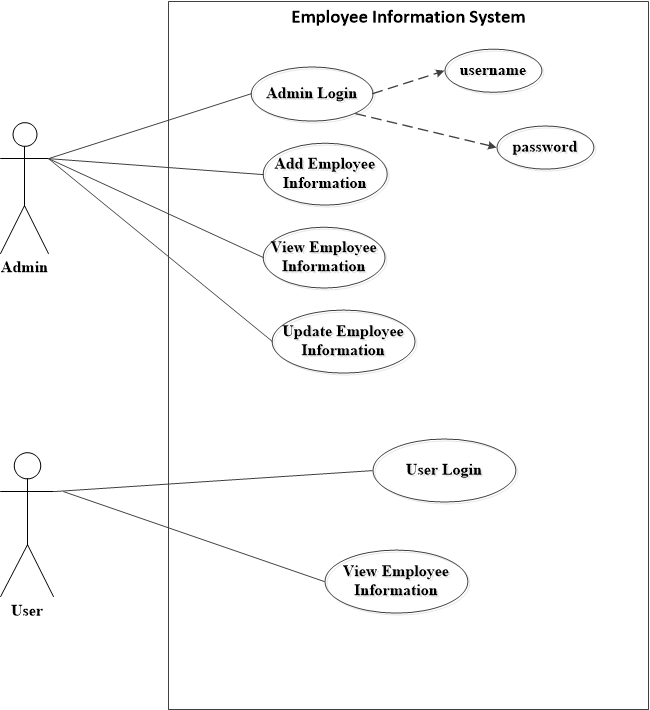 Employee Information System
username
Admin Login
password
Add Employee
Information
View Employee
Information
Admin
Update Employee
Information
User Login
View Employee
Information
User